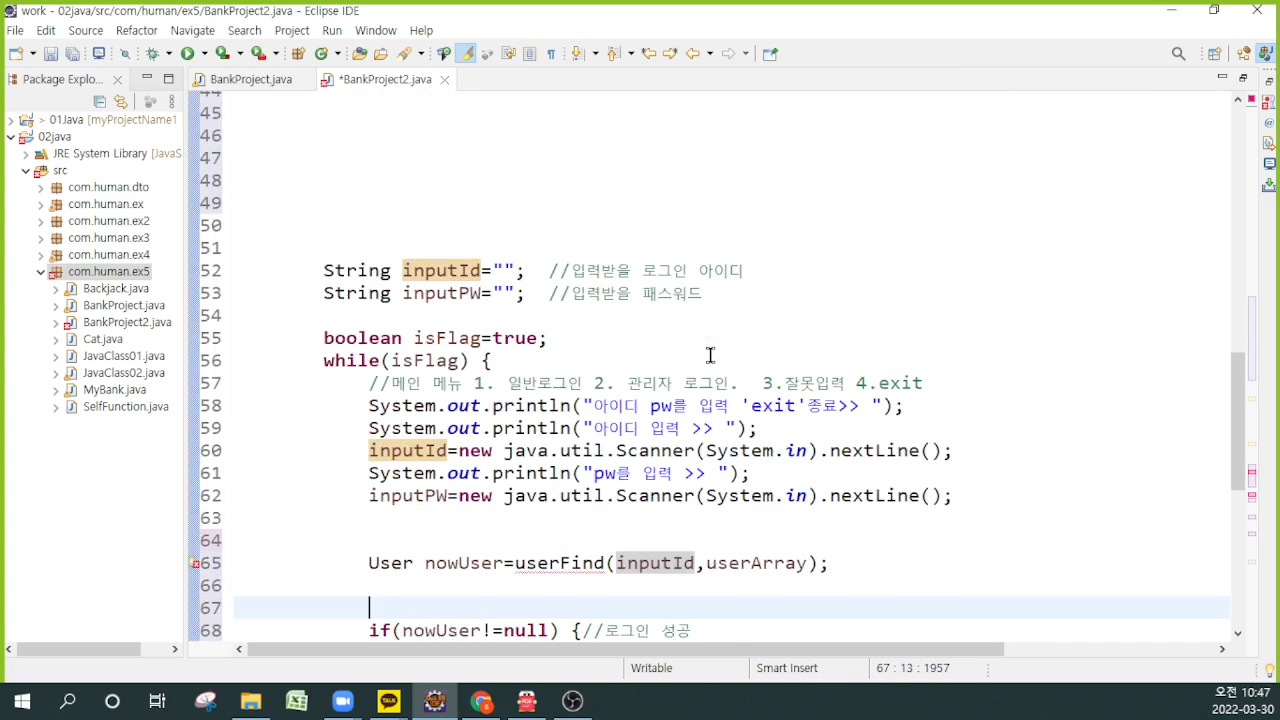 work - 02java/src/com/human/ex5/BankProject2.java - Eclipse IDE
File Edit Source Refactor Navigate Search Project Run Window Help
Package Explo...
BankProject.java
*BankProject2.java
> 01Java [myProjectName1
02java
JRE System Library [JavaS
src
com.human.dto
com.human.ex
com.human.ex2
com.human.ex3
com.human.ex4
com.human.ex5
Backjack.java
BankProject.java
BankProject2.java
Cat.java
JavaClass01.java
JavaClass02.java
MyBank.java
SelfFunction.java
44
45
46
47
48
49
50
51
52 String inputId=""; //입력받을 로그인 아이디
53 String inputPW=""; //입력받을 패스워드
54
55 boolean isFlag=true;
56 while(isFlag) {
57 //메인 메뉴 1. 일반로그인 2. 관리자 로그인. 3.잘못입력 4.exit
58 System.out.println("아이디 pw를 입력 'exit'종료>> ");
59 System.out.println("아이디 입력 >> ");
60 inputId=new java.util.Scanner(System.in).nextLine();
61 System.out.println("pw를 입력 >> ");
62 inputPW=new java.util.Scanner(System.in).nextLine();
63
64
65 User nowUser=userFind(inputId,userArray);
66
67
68 if(nowUser!=null) {//로그인 성공
Writable Smart Insert 67 : 13 : 1957
오전 10:47
2022-03-30